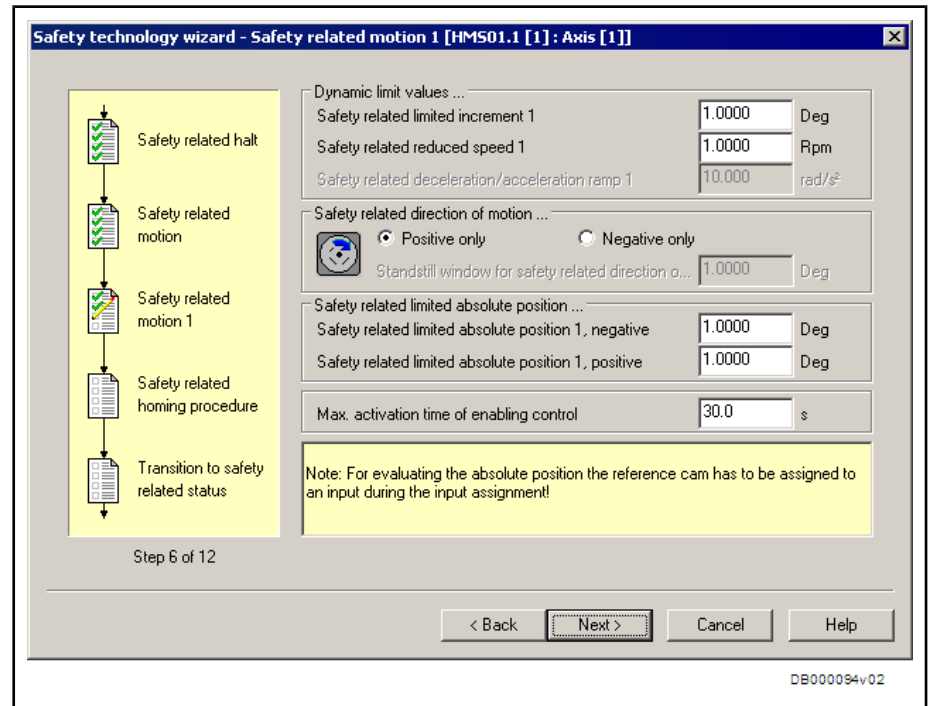 Safety technology wizard - Safety related motion 1 [HMS01.1 [1] : Axis [1]]
Safety related halt
Safety related
motion
Safety related
motion 1
Safety related
homing procedure
Transition to safety
related status
Step 6 of 12
Dynamic limit values ...
Safety related limited increment 1 1.0000 Deg
Safety related reduced speed 1 1.0000 Rpm
Safety related deceleration/acceleration ramp 1 10.000 rad/s²
Safety related direction of motion ...
Positive only Negative only
Standstill window for safety related direction o... 1.0000 Deg
Safety related limited absolute position ...
Safety related limited absolute position 1, negative 1.0000 Deg
Safety related limited absolute position 1, positive 1.0000 Deg
Max. activation time of enabling control 30.0 s
Note: For evaluating the absolute position the reference cam has to be assigned to
an input during the input assignment!
< Back Next > Cancel Help
DB000094v02